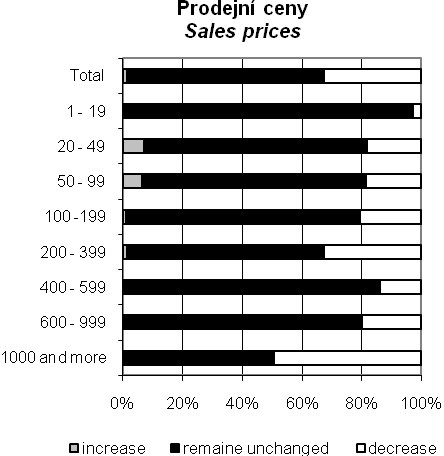 Prodejní ceny
Sales prices
Total
1 - 19
20 - 49
50 - 99
100 -199
200 - 399
400 - 599
600 - 999
1000 and more
0% 20% 40% 60% 80% 100%
increase remaine unchanged decrease